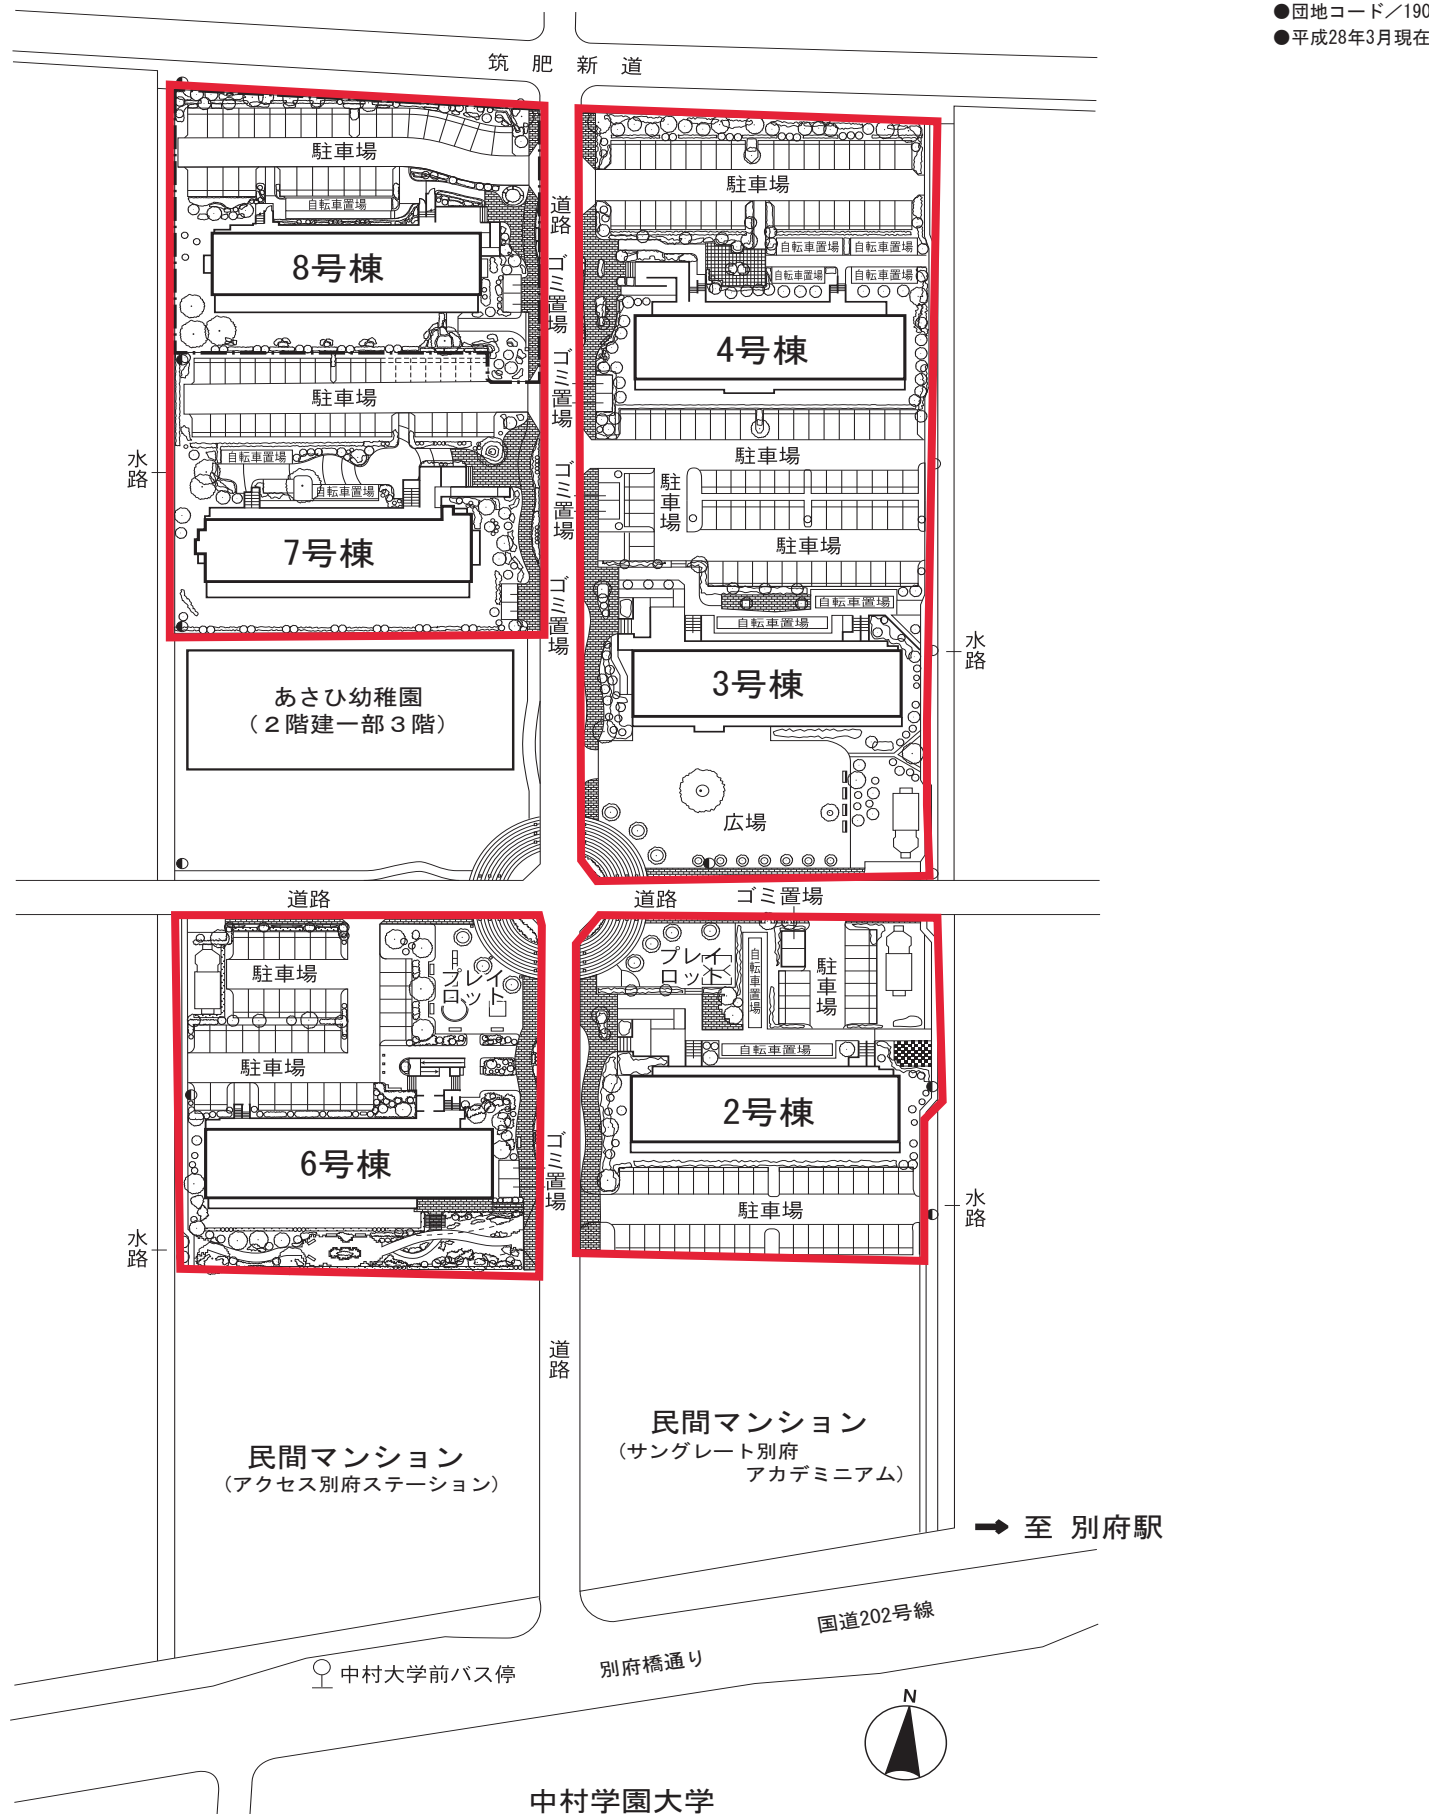 ●団地コード／190
●平成28年3月現在
筑肥新道
駐車場
自転車置場
8号棟
道路
ゴミ置場
駐車場
自転車置場
自転車置場
自転車置場
自転車置場
4号棟
ゴミ置場
駐車場
水路
自転車置場
自転車置場
7号棟
ゴミ置場
駐車場
駐車場
駐車場
ゴミ置場
自転車置場
自転車置場
3号棟
水路
あさひ幼稚園
（２階建一部３階）
広場
道路
道路
ゴミ置場
駐車場
プレイ
ロット
駐車場
6号棟
ゴミ置場
水路
プレイ
ロット
自転車置場
駐車場
自転車置場
2号棟
駐車場
水路
道路
民間マンション
（アクセス別府ステーション）
民間マンション
（サングレート別府
アカデミニアム）
➞ 至 別府駅
国道202号線
別府橋通り
中村大学前バス停
N
中村学園大学